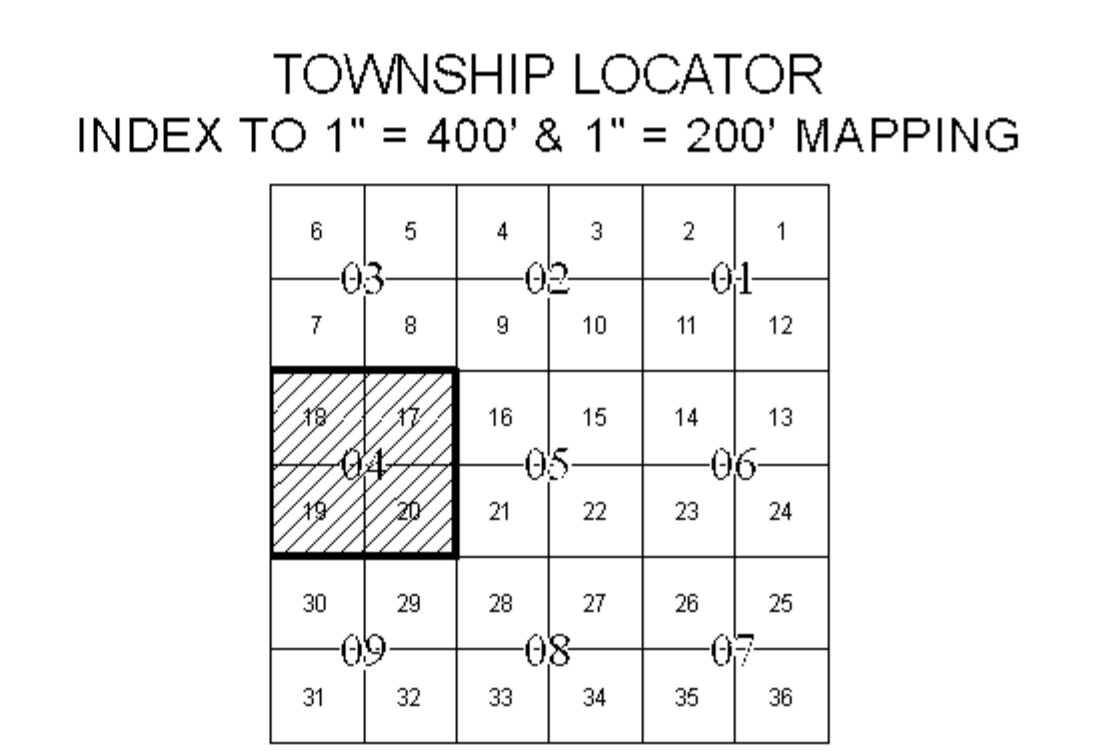 TOWNSHIP LOCATOR
INDEX TO 1" = 400' & 1" = 200' MAPPING
6 5 4 3 2 1
03 02 01
7 8 9 10 11 12
18 17 16 15 14 13
04 05 06
19 20 21 22 23 24
30 29 28 27 26 25
09 08 07
31 32 33 34 35 36